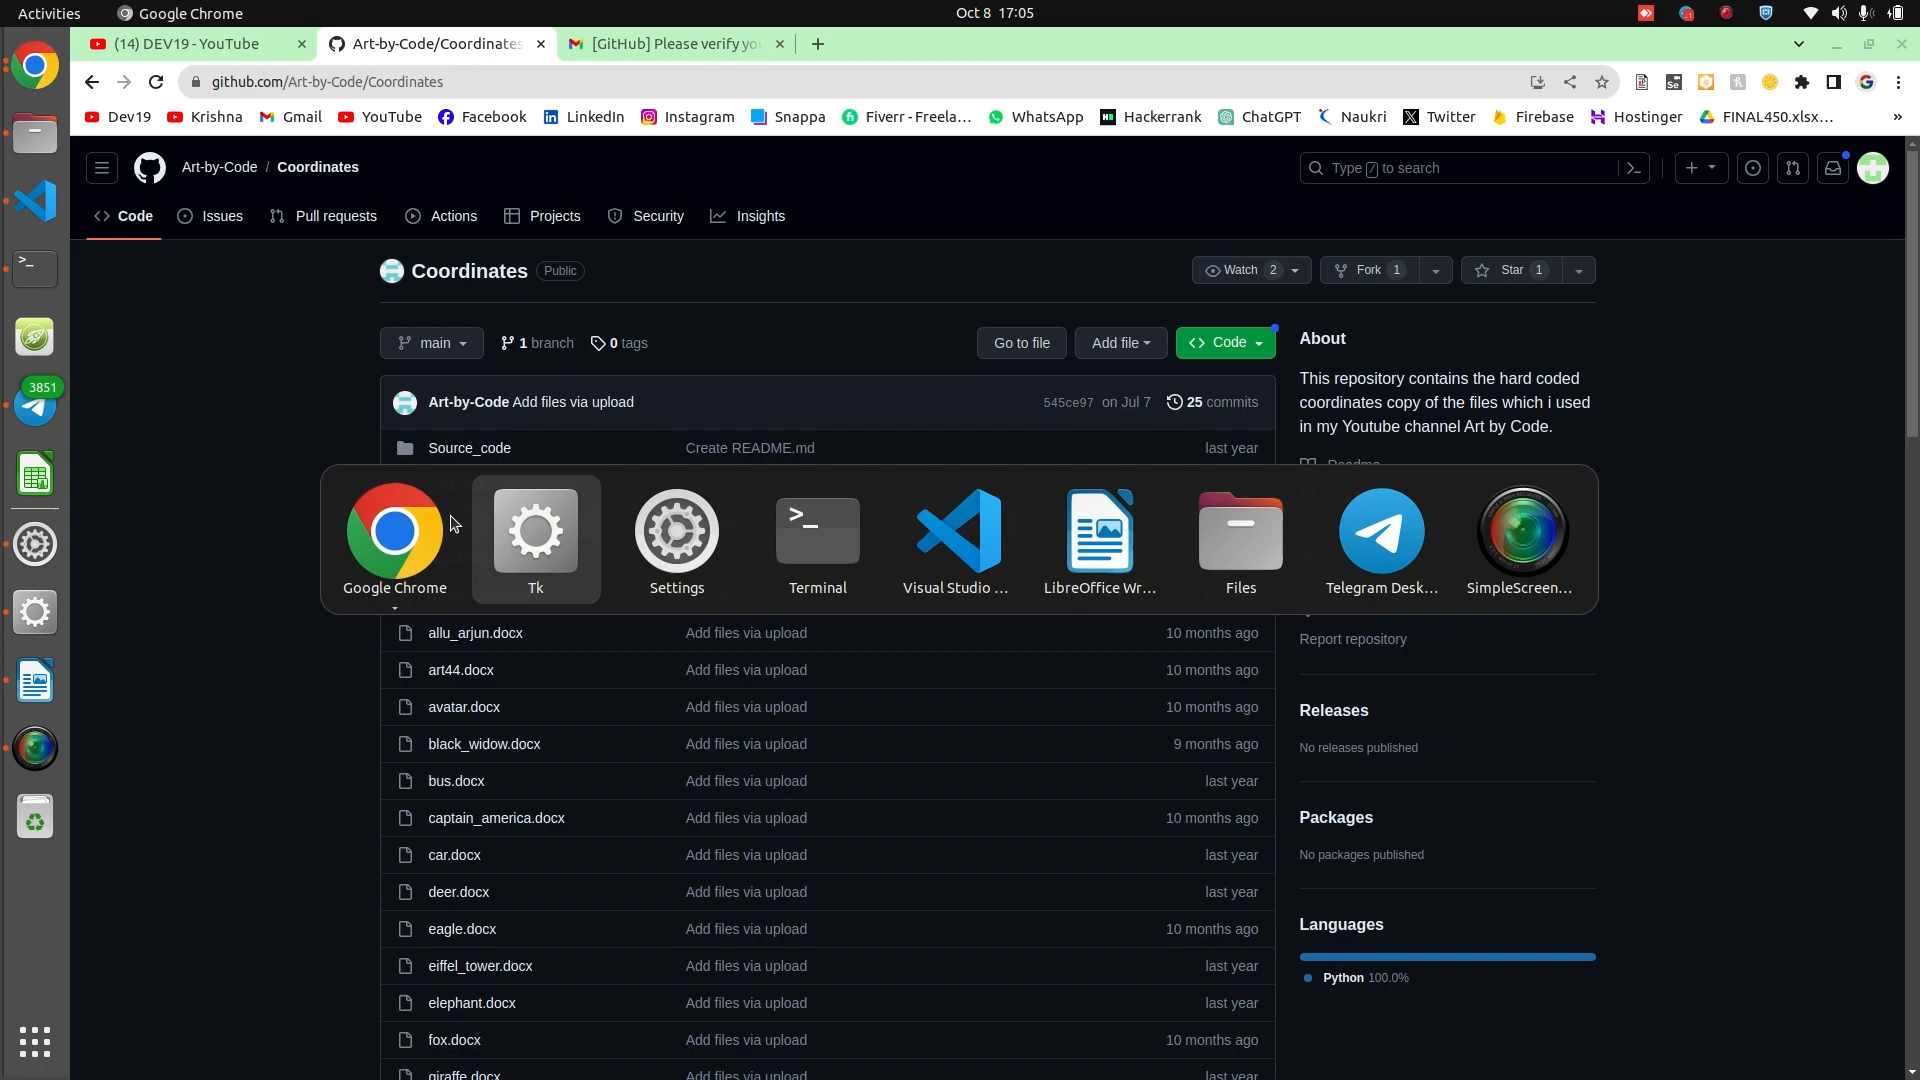 Activities
Google Chrome
Oct 8 17:05
(14) DEV19 - YouTube
Art-by-Code/Coordinates
[GitHub] Please verify yo
github.com/Art-by-Code/Coordinates
Dev19
Krishna
Gmail
YouTube
Facebook
LinkedIn
Instagram
Snappa
Fiverr - Freela...
WhatsApp
Hackerrank
ChatGPT
Naukri
Twitter
Firebase
Hostinger
FINAL450.xlsx...
»
Art-by-Code / Coordinates
Type / to search
Code
Issues
Pull requests
Actions
Projects
Security
Insights
Coordinates
Public
Watch 2
Fork 1
Star 1
main
1 branch
0 tags
Go to file
Add file
Code
About
This repository contains the hard coded
coordinates copy of the files which i used
in my Youtube channel Art by Code.
Readme
Art-by-Code Add files via upload
545ce97 on Jul 7
25 commits
Source_code Create README.md last year
3851
Google Chrome
Tk
Settings
Terminal
Visual Studio ...
LibreOffice Wr...
Files
Telegram Desk...
SimpleScreen...
allu_arjun.docx Add files via upload 10 months ago
Report repository
art44.docx Add files via upload 10 months ago
avatar.docx Add files via upload 10 months ago
Releases
black_widow.docx Add files via upload 9 months ago
No releases published
bus.docx Add files via upload last year
captain_america.docx Add files via upload 10 months ago
Packages
car.docx Add files via upload last year
No packages published
deer.docx Add files via upload last year
eagle.docx Add files via upload 10 months ago
Languages
eiffel_tower.docx Add files via upload last year
Python 100.0%
elephant.docx Add files via upload last year
fox.docx Add files via upload 10 months ago
giraffe.docx Add files via upload last year